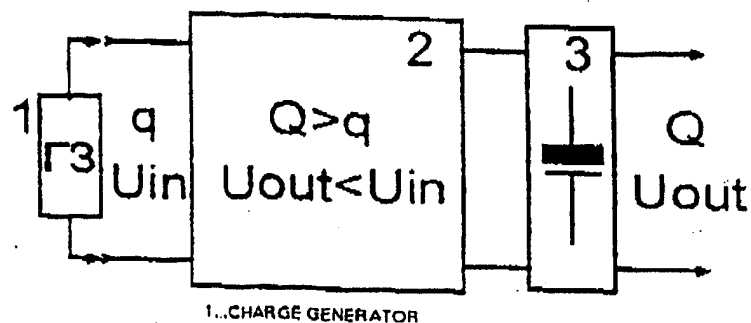 1
ГЗ
q
Uin
2
Q>q
Uout<Uin
3
Q
Uout
1...CHARGE GENERATOR